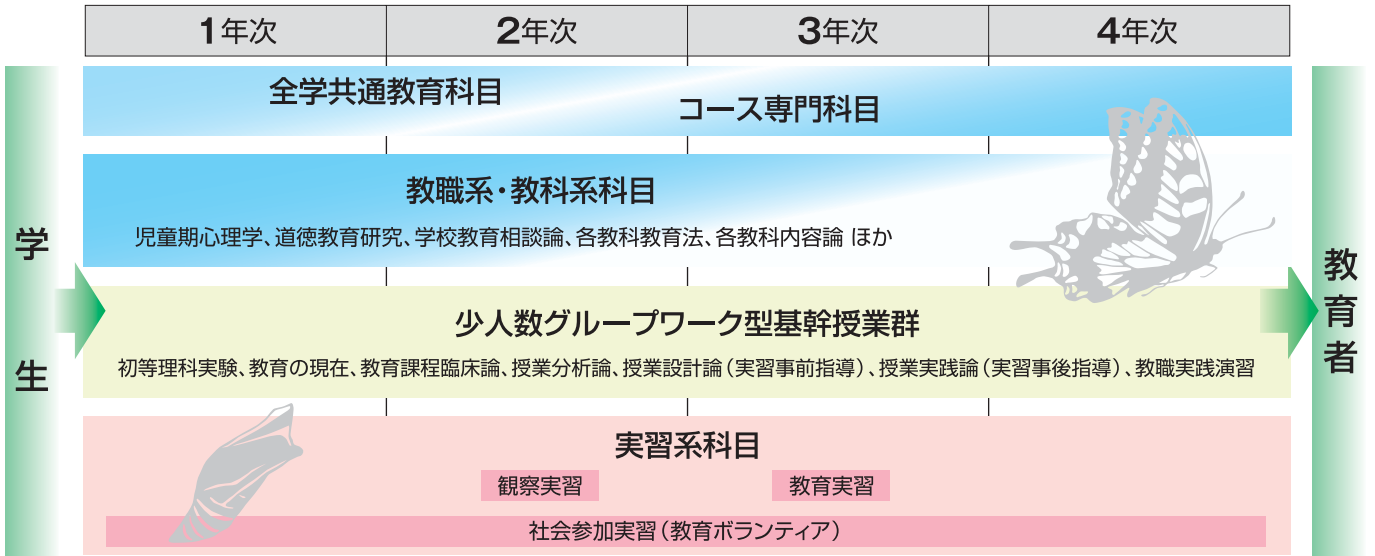 1年次 2年次 3年次 4年次
全学共通教育科目
コース専門科目
教職系・教科系科目
児童期心理学、道徳教育研究、学校教育相談論、各教科教育法、各教科内容論 ほか
学生
教育者
少人数グループワーク型基幹授業群
初等理科実験、教育の現在、教育課程臨床論、授業分析論、授業設計論（実習事前指導）、授業実践論（実習事後指導）、教職実践演習
実習系科目
観察実習 教育実習
社会参加実習（教育ボランティア）